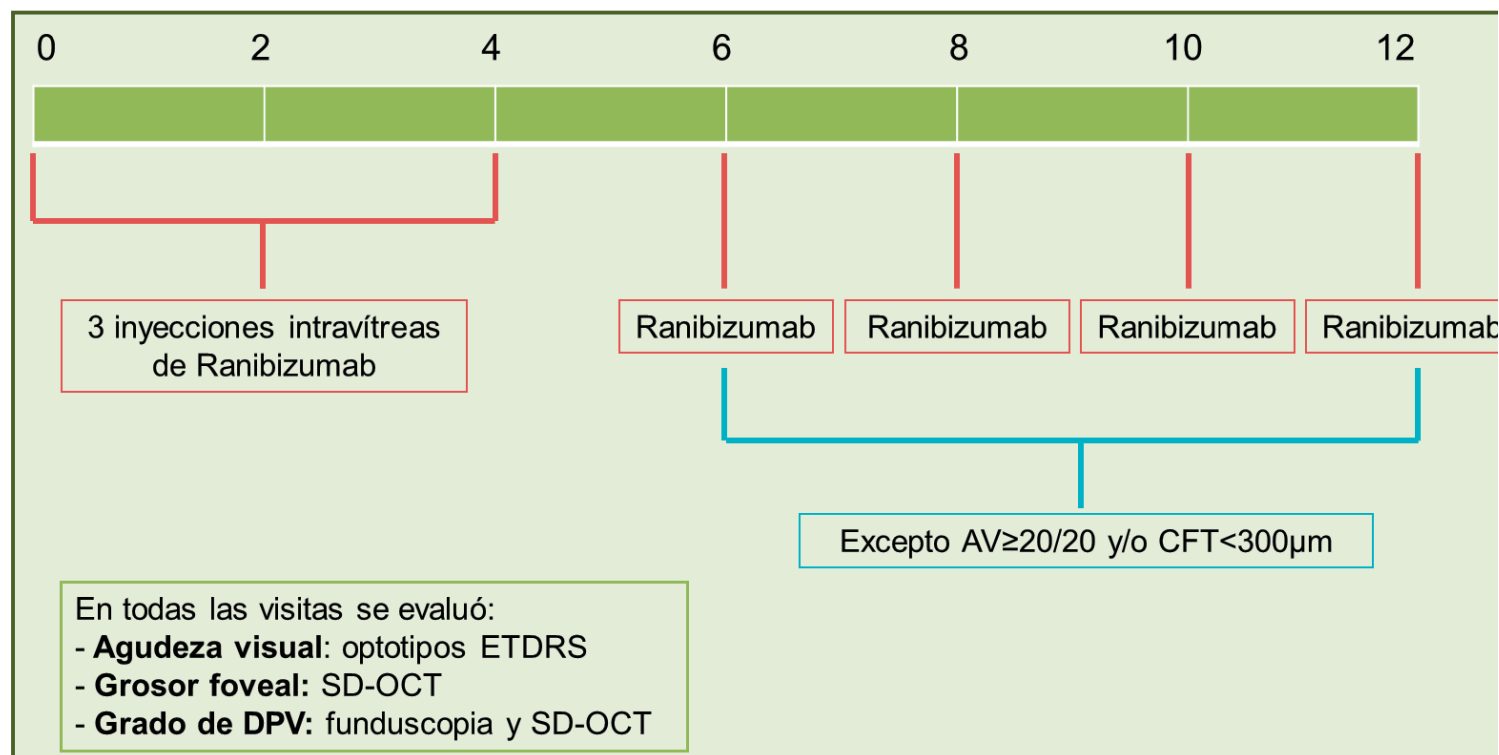 0 2 4 6 8 10 12
3 inyecciones intravítreas
de Ranibizumab
Ranibizumab
Ranibizumab
Ranibizumab
Ranibizumab
Excepto AV≥20/20 y/o CFT<300μm
En todas las visitas se evaluó:
- Agudeza visual: optotipos ETDRS
- Grosor foveal: SD-OCT
- Grado de DPV: funduscopia y SD-OCT